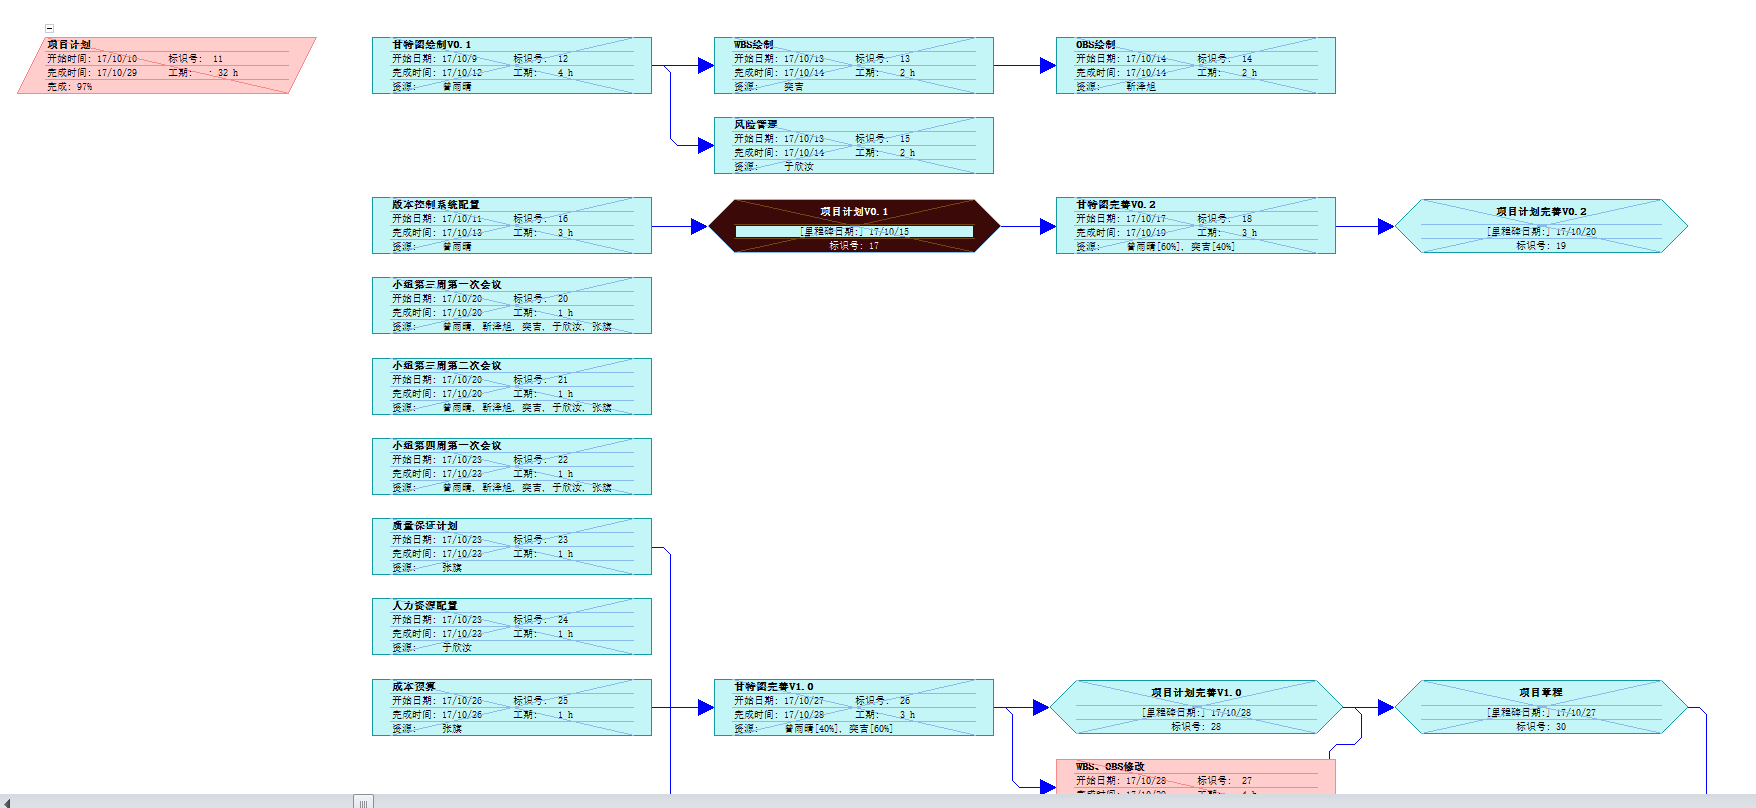 项目计划
开始时间: 17/10/10 标识号: 11
完成时间: 17/10/29 工期: 32 h
完成: 97%
甘特图绘制V0.1
开始日期: 17/10/9 标识号: 12
完成时间: 17/10/12 工期: 4 h
资源: 曾雨晴
WBS绘制
开始日期: 17/10/13 标识号: 13
完成时间: 17/10/14 工期: 2 h
资源: 奕吉
OBS绘制
开始日期: 17/10/14 标识号: 14
完成时间: 17/10/14 工期: 2 h
资源: 靳泽旭
风险管理
开始日期: 17/10/13 标识号: 15
完成时间: 17/10/14 工期: 2 h
资源: 于欣汝
版本控制系统配置
开始日期: 17/10/11 标识号: 16
完成时间: 17/10/13 工期: 3 h
资源: 曾雨晴
项目计划V0.1
[里程碑日期:] 17/10/15
标识号: 17
甘特图完善V0.2
开始日期: 17/10/17 标识号: 18
完成时间: 17/10/19 工期: 3 h
资源: 曾雨晴[60%], 奕吉[40%]
项目计划完善V0.2
[里程碑日期:] 17/10/20
标识号: 19
小组第三周第一次会议
开始日期: 17/10/20 标识号: 20
完成时间: 17/10/20 工期: 1 h
资源: 曾雨晴, 靳泽旭, 奕吉, 于欣汝, 张旗
小组第三周第二次会议
开始日期: 17/10/20 标识号: 21
完成时间: 17/10/20 工期: 1 h
资源: 曾雨晴, 靳泽旭, 奕吉, 于欣汝, 张旗
小组第四周第一次会议
开始日期: 17/10/23 标识号: 22
完成时间: 17/10/23 工期: 1 h
资源: 曾雨晴, 靳泽旭, 奕吉, 于欣汝, 张旗
质量保证计划
开始日期: 17/10/23 标识号: 23
完成时间: 17/10/23 工期: 1 h
资源: 张旗
人力资源配置
开始日期: 17/10/23 标识号: 24
完成时间: 17/10/23 工期: 1 h
资源: 于欣汝
成本预算
开始日期: 17/10/26 标识号: 25
完成时间: 17/10/26 工期: 1 h
资源: 张旗
甘特图完善V1.0
开始日期: 17/10/27 标识号: 26
完成时间: 17/10/28 工期: 3 h
资源: 曾雨晴[40%], 奕吉[60%]
项目计划完善V1.0
[里程碑日期:] 17/10/28
标识号: 28
项目章程
[里程碑日期:] 17/10/27
标识号: 30
WBS、OBS修改
开始日期: 17/10/28 标识号: 27